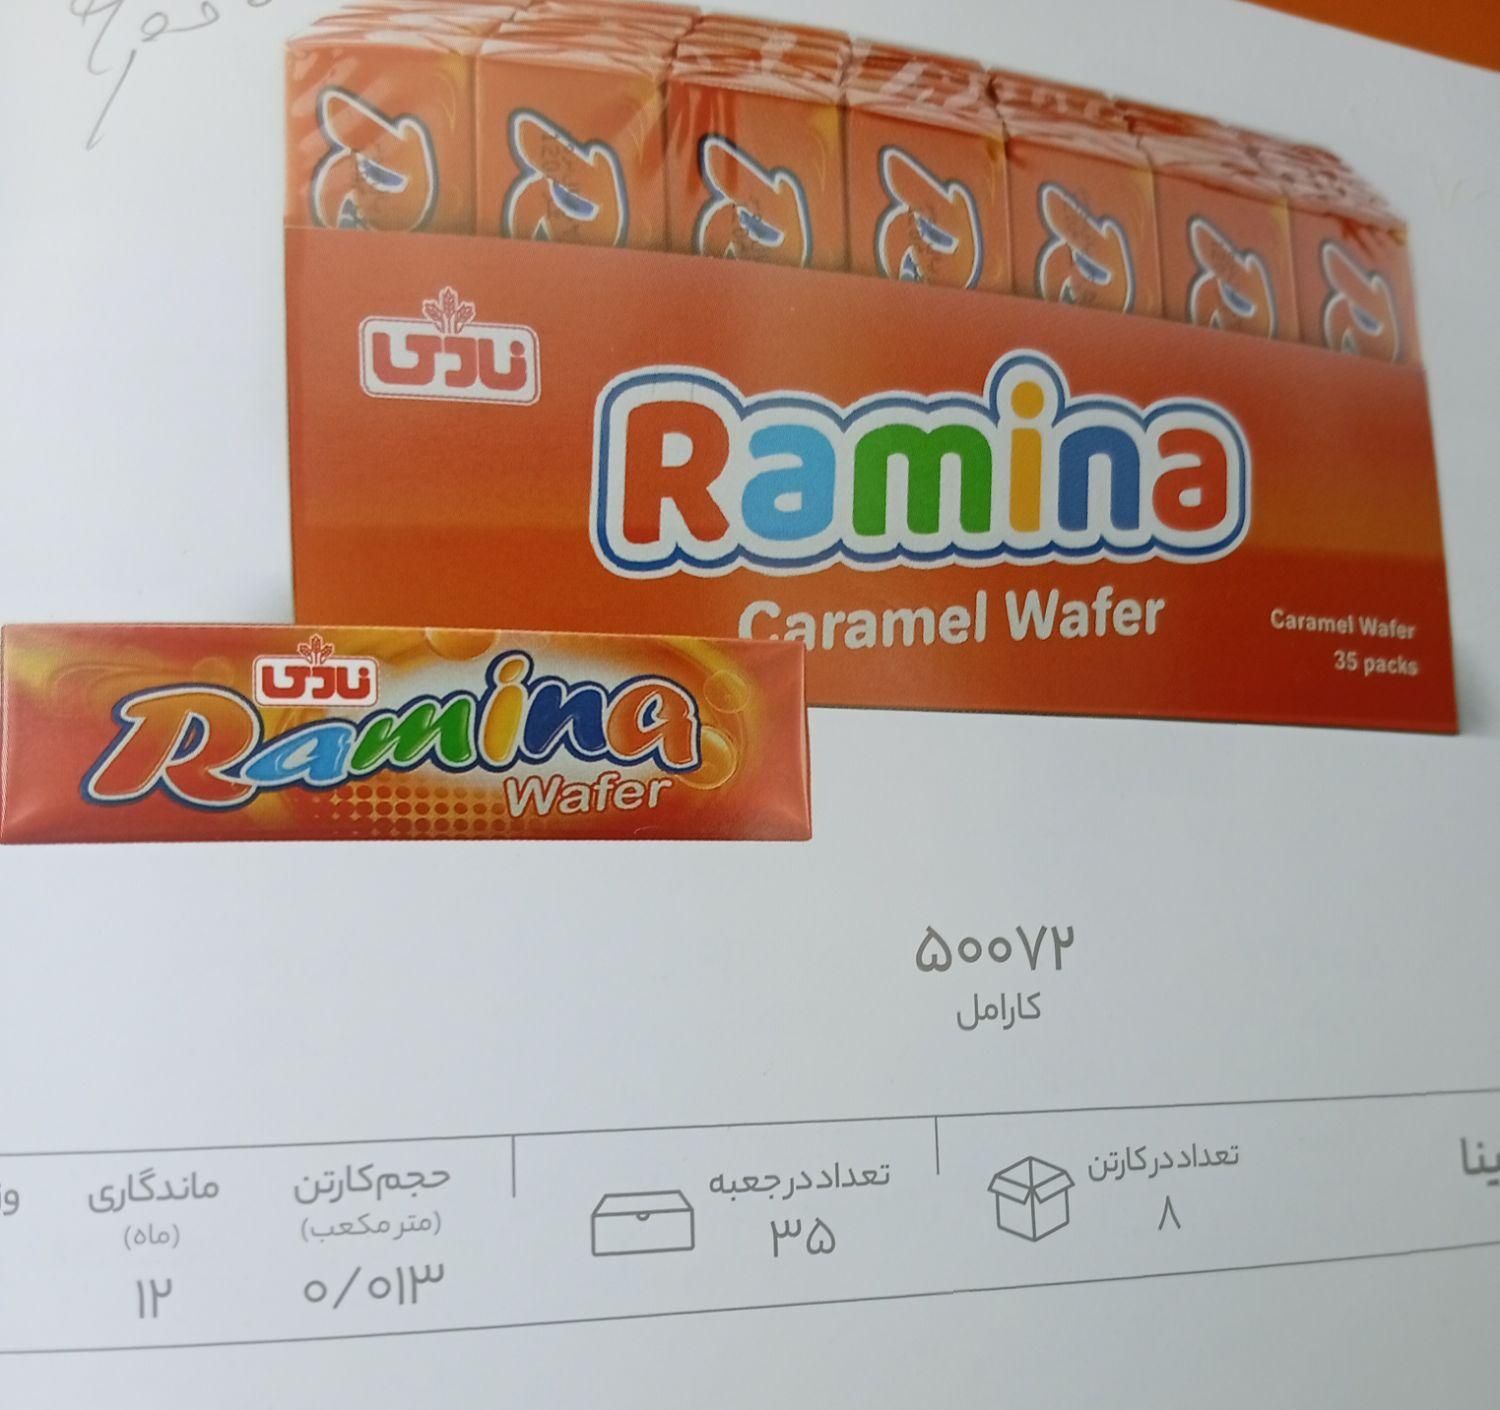 نادی
Ramina
Caramel Wafer
Caramel Wafer
35 packs
نادی
Ramina
Wafer
۵۰۰۷۲
کارامل
تعداد در کارتن
۸
تعداد در جعبه
۳۵
حجم کارتن
(متر مکعب)
۰/۰۱۳
ماندگاری
(ماه)
۱۲